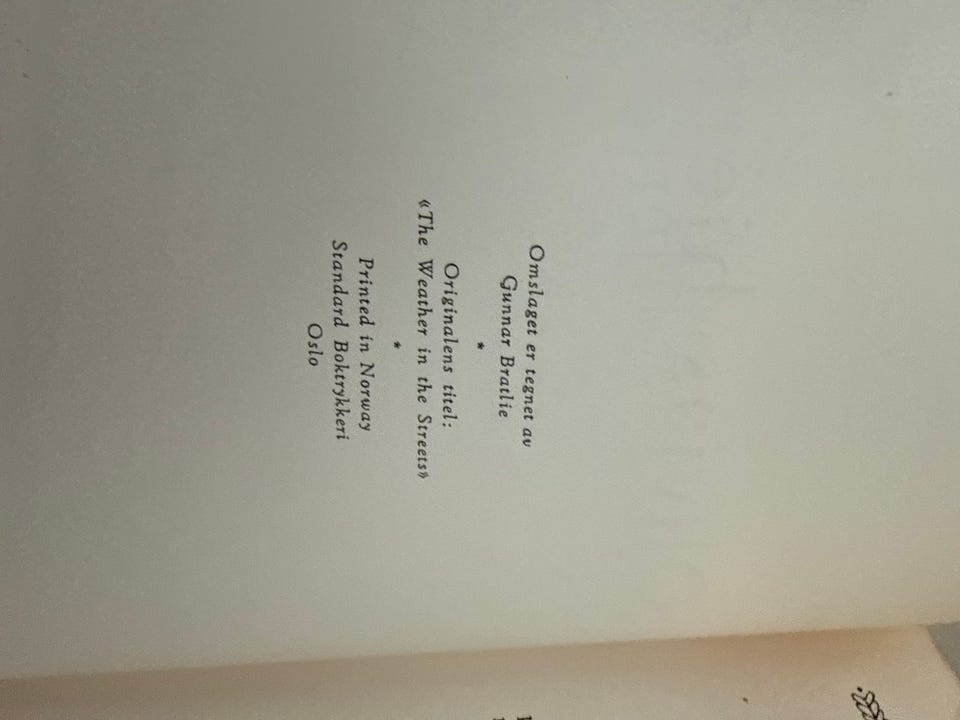 Omslaget er tegnet av
Gunnar Bratlie
*
Originalens titel:
«The Weather in the Streets»
*
Printed in Norway
Standard Boktrykkeri
Oslo